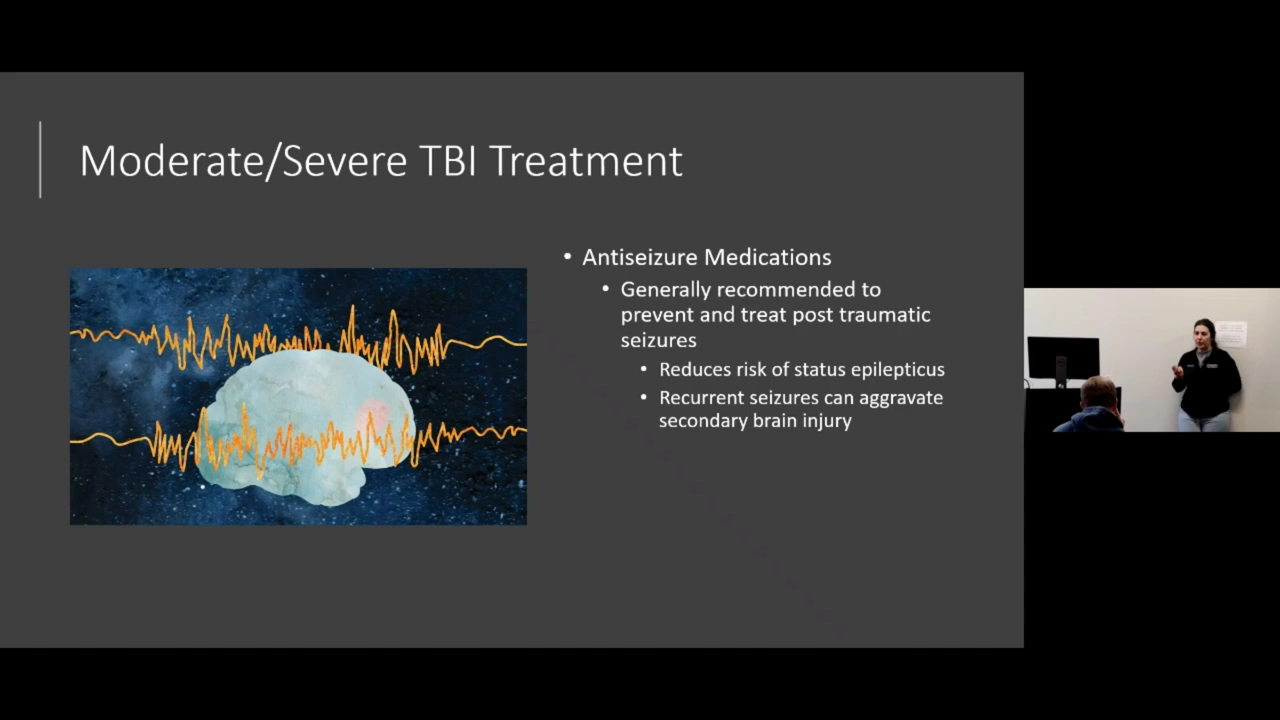 Moderate/Severe TBI Treatment
• Antiseizure Medications
• Generally recommended to
prevent and treat post traumatic
seizures
• Reduces risk of status epilepticus
• Recurrent seizures can aggravate
secondary brain injury